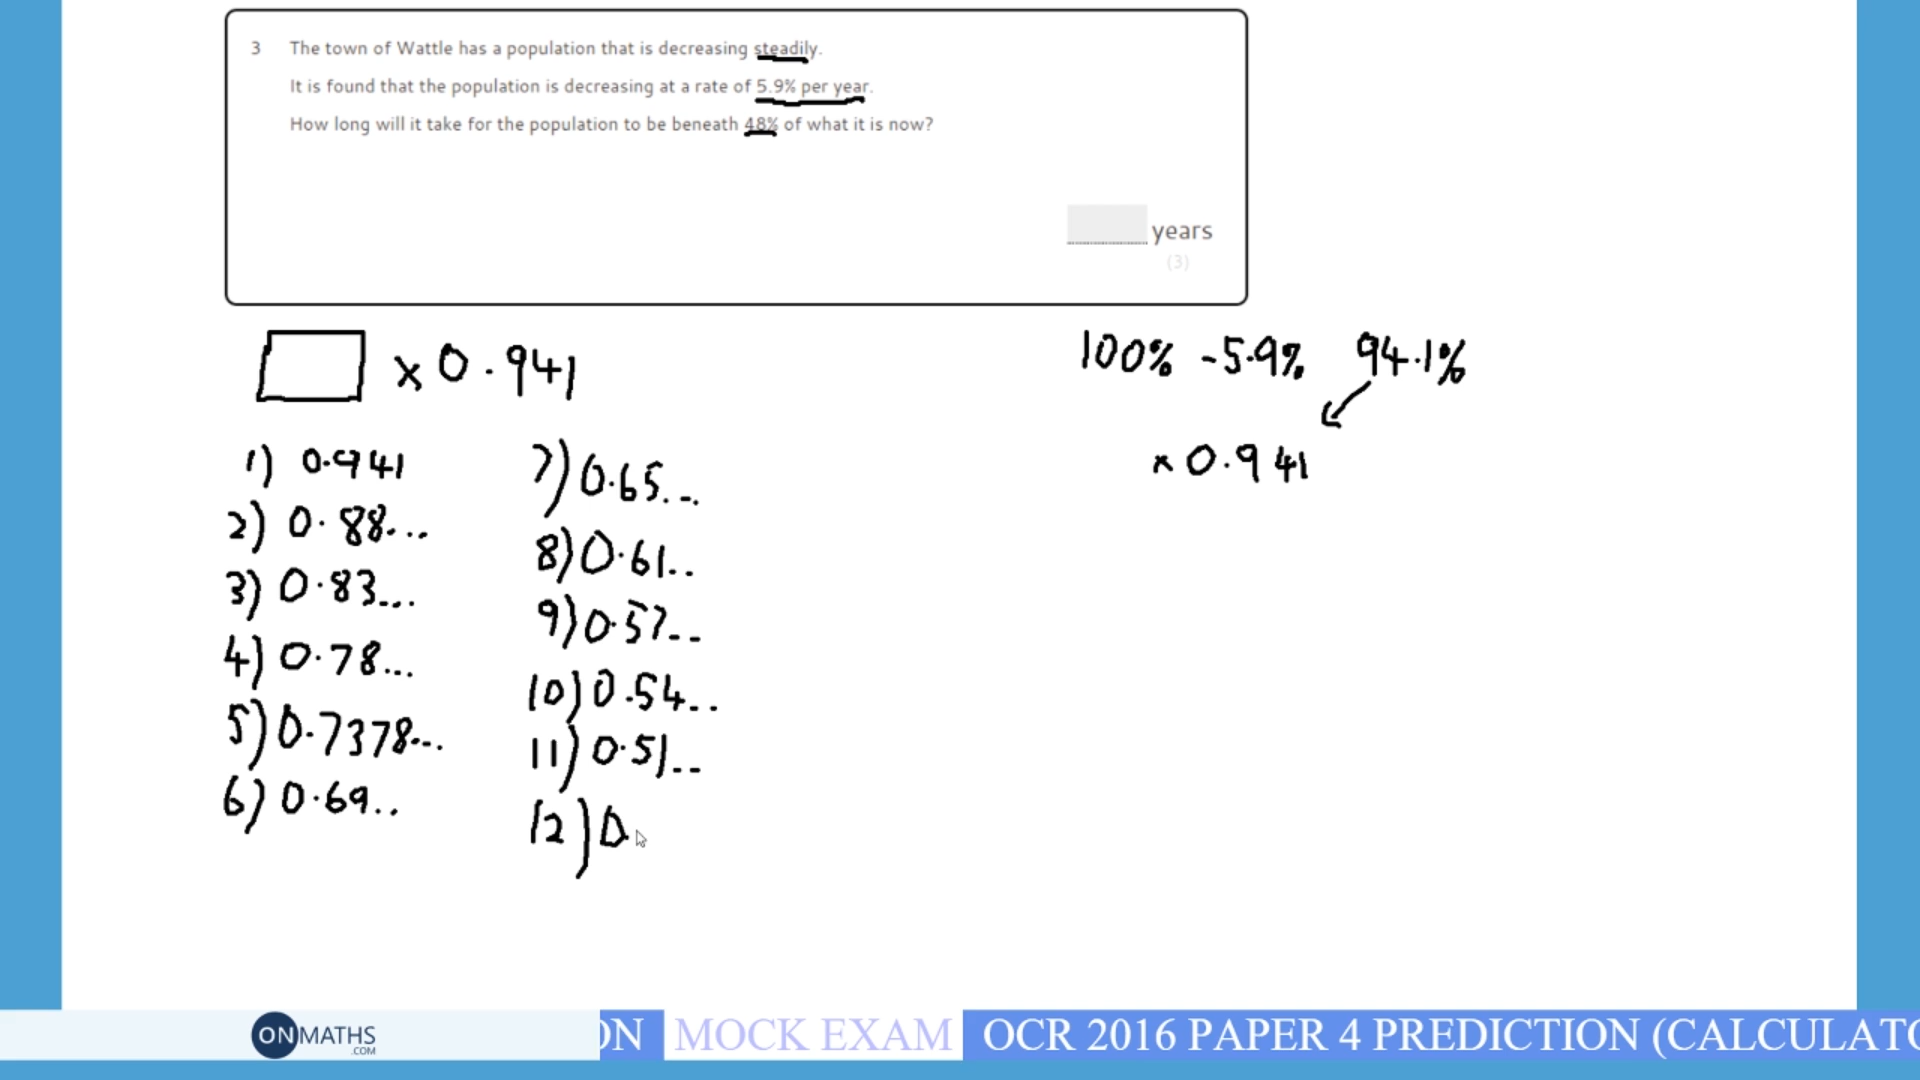 3 The town of Wattle has a population that is decreasing steadily.
It is found that the population is decreasing at a rate of 5.9% per year.
How long will it take for the population to be beneath 48% of what it is now?
years
(3)
× 0.941
100% -5.9% 94.1%
× 0.941
1) 0.941
2) 0.88...
3) 0.83...
4) 0.78...
5) 0.7378...
6) 0.69..
7) 0.65...
8) 0.61..
9) 0.57..
10) 0.54..
11) 0.51..
12) 0.
ONMATHS
.COM
ON MOCK EXAM OCR 2016 PAPER 4 PREDICTION (CALCULATO